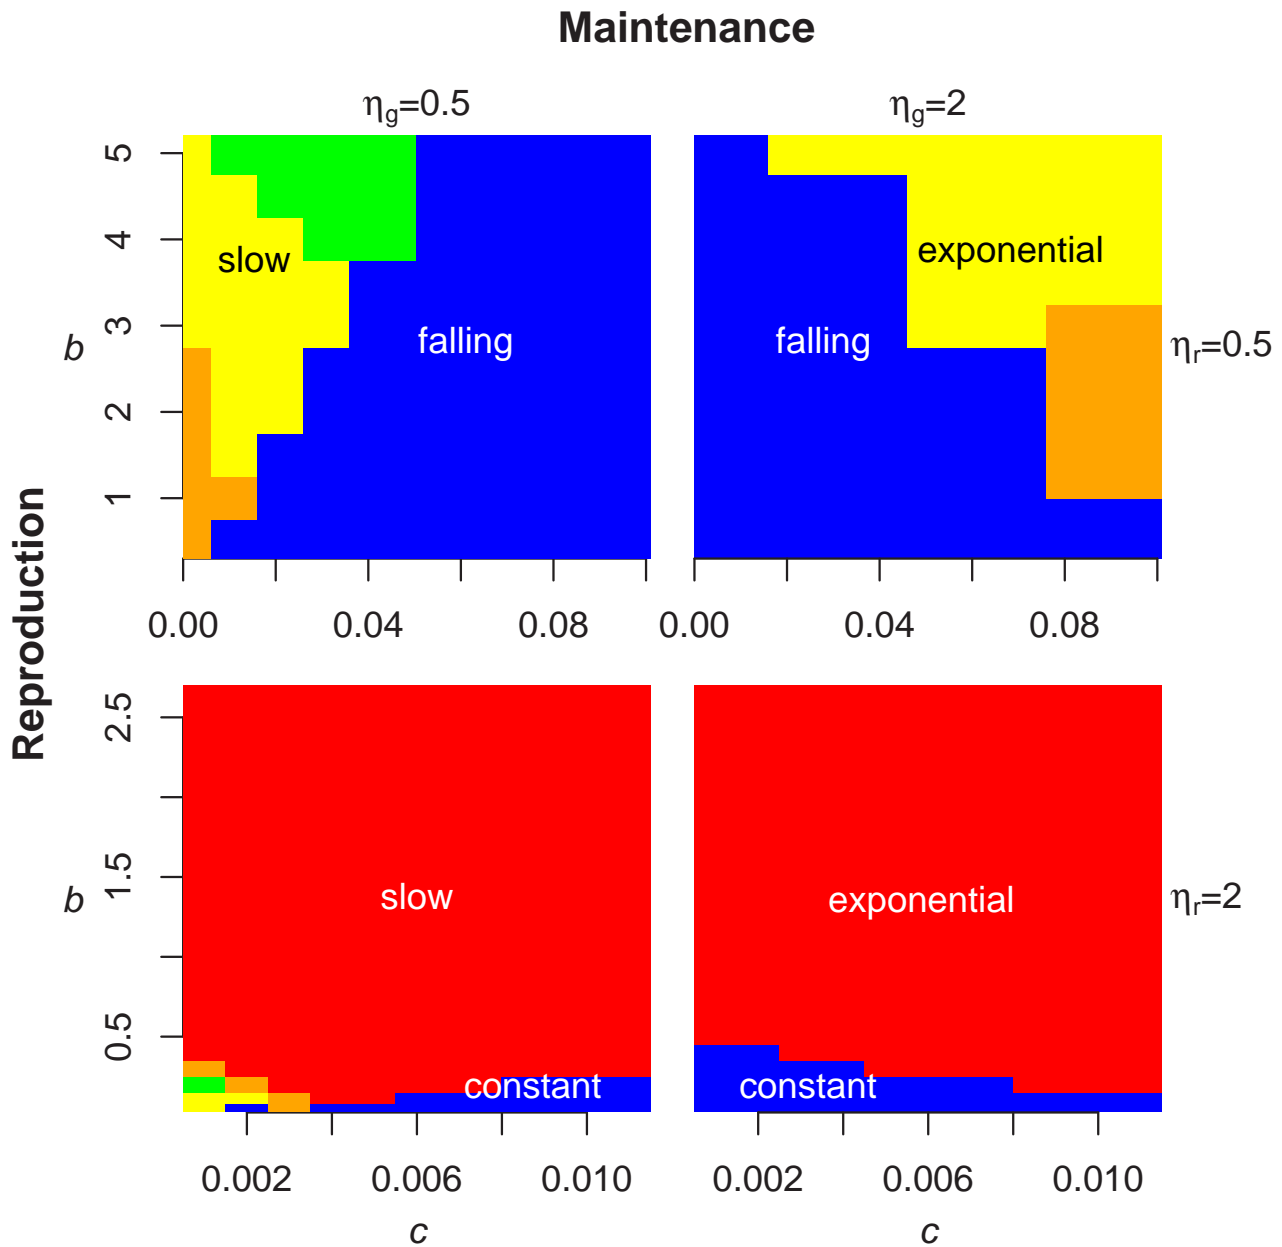 Maintenance
ηg=0.5 ηg=2
5
4
3
2
1
b
slow
falling
exponential
falling
ηr=0.5
0.00 0.04 0.08 0.00 0.04 0.08
Reproduction
2.5
1.5
0.5
b
slow
exponential
ηr=2
constant
constant
0.002 0.006 0.010 0.002 0.006 0.010
c c